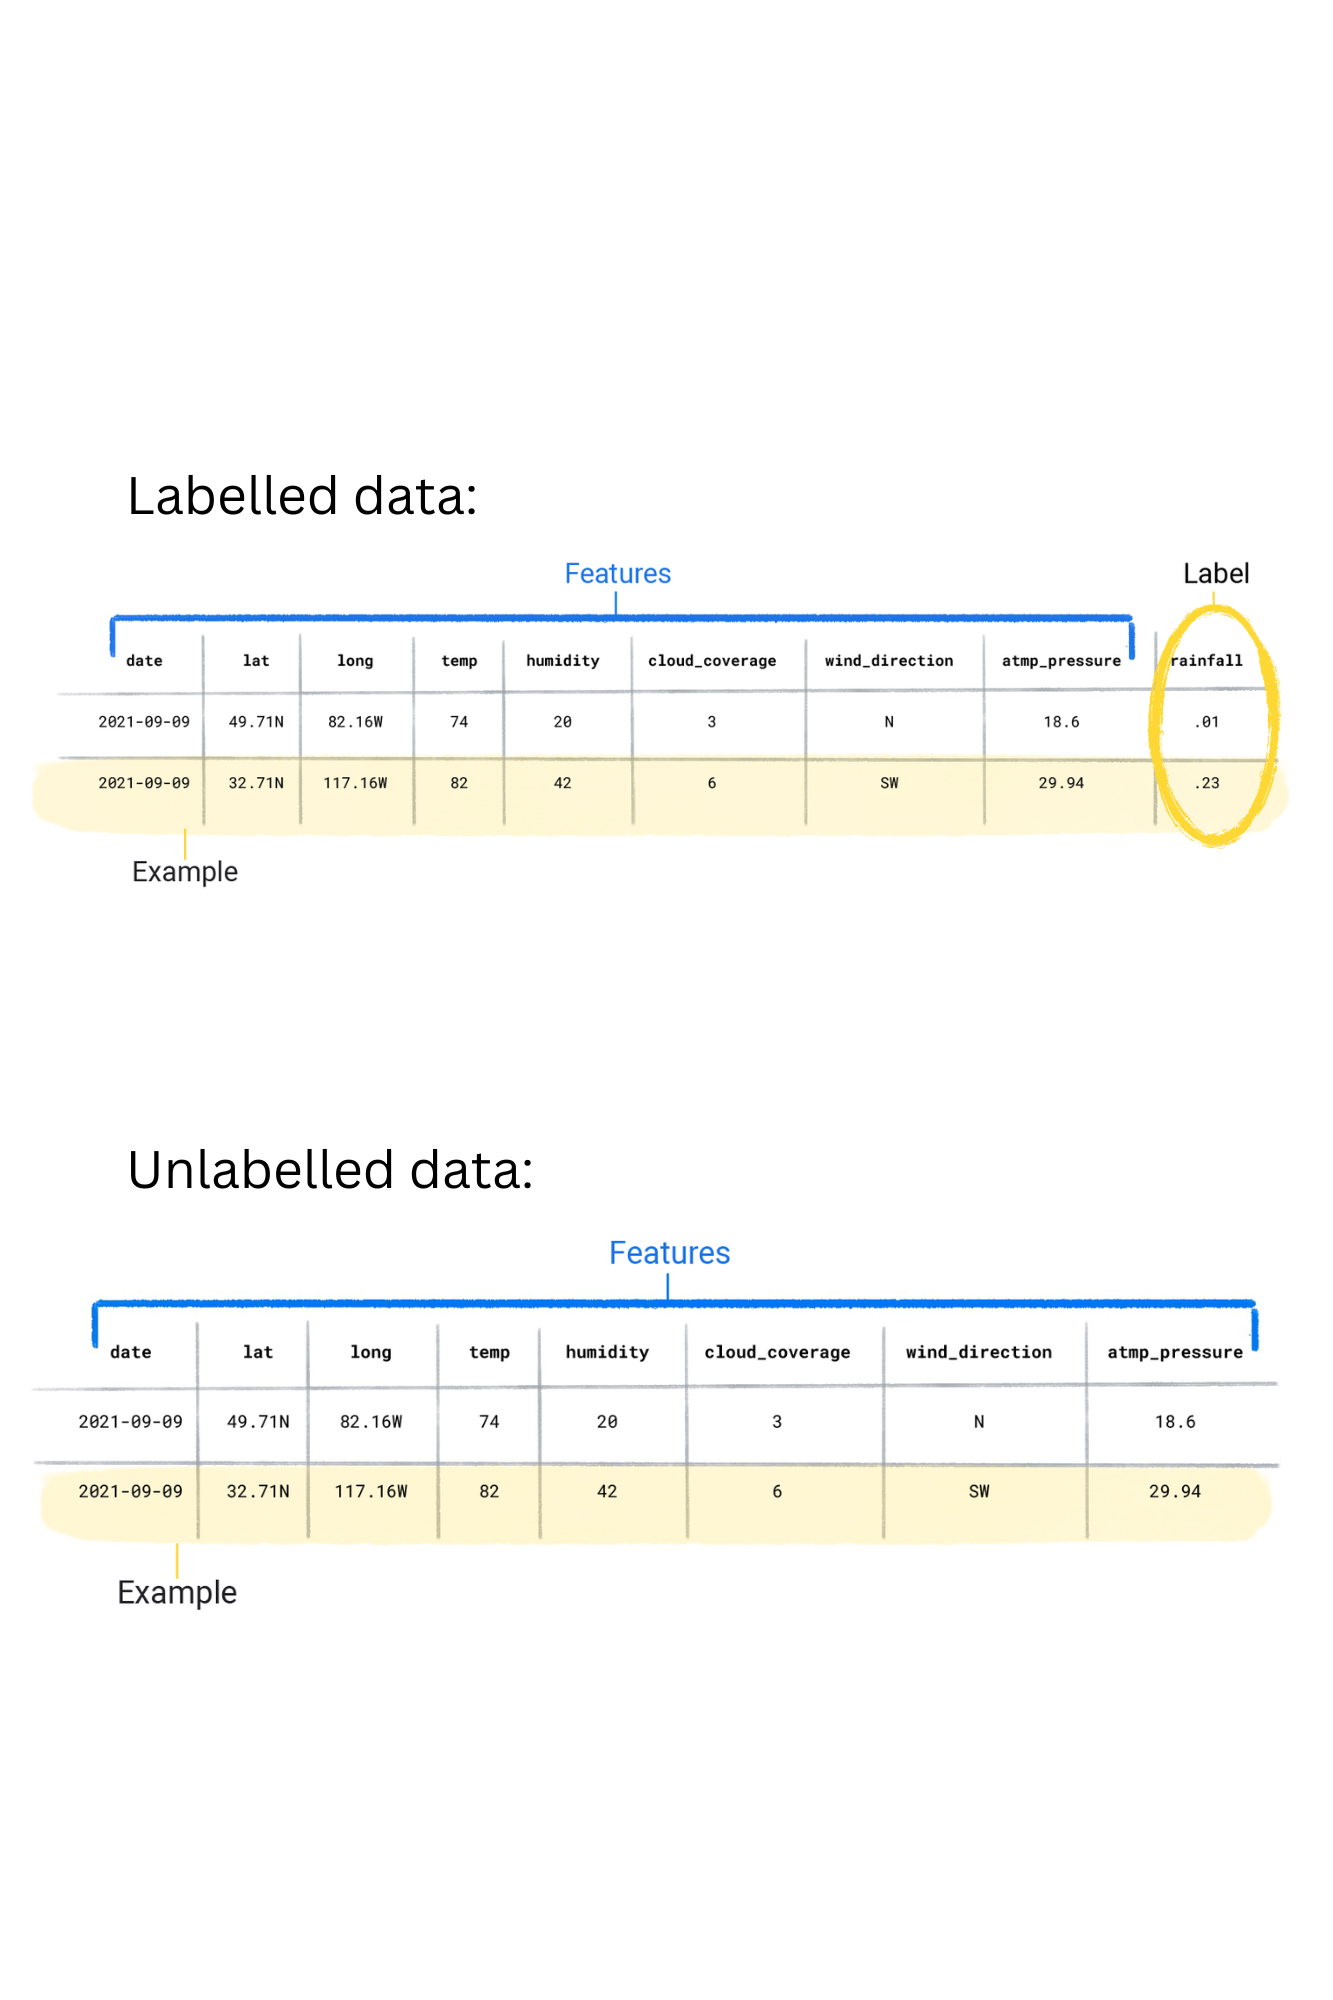 Labelled data:
Features Label
date lat long temp humidity cloud_coverage wind_direction atmp_pressure rainfall
2021-09-09 49.71N 82.16W 74 20 3 N 18.6 .01
2021-09-09 32.71N 117.16W 82 42 6 SW 29.94 .23
Example
Unlabelled data:
Features
date lat long temp humidity cloud_coverage wind_direction atmp_pressure
2021-09-09 49.71N 82.16W 74 20 3 N 18.6
2021-09-09 32.71N 117.16W 82 42 6 SW 29.94
Example